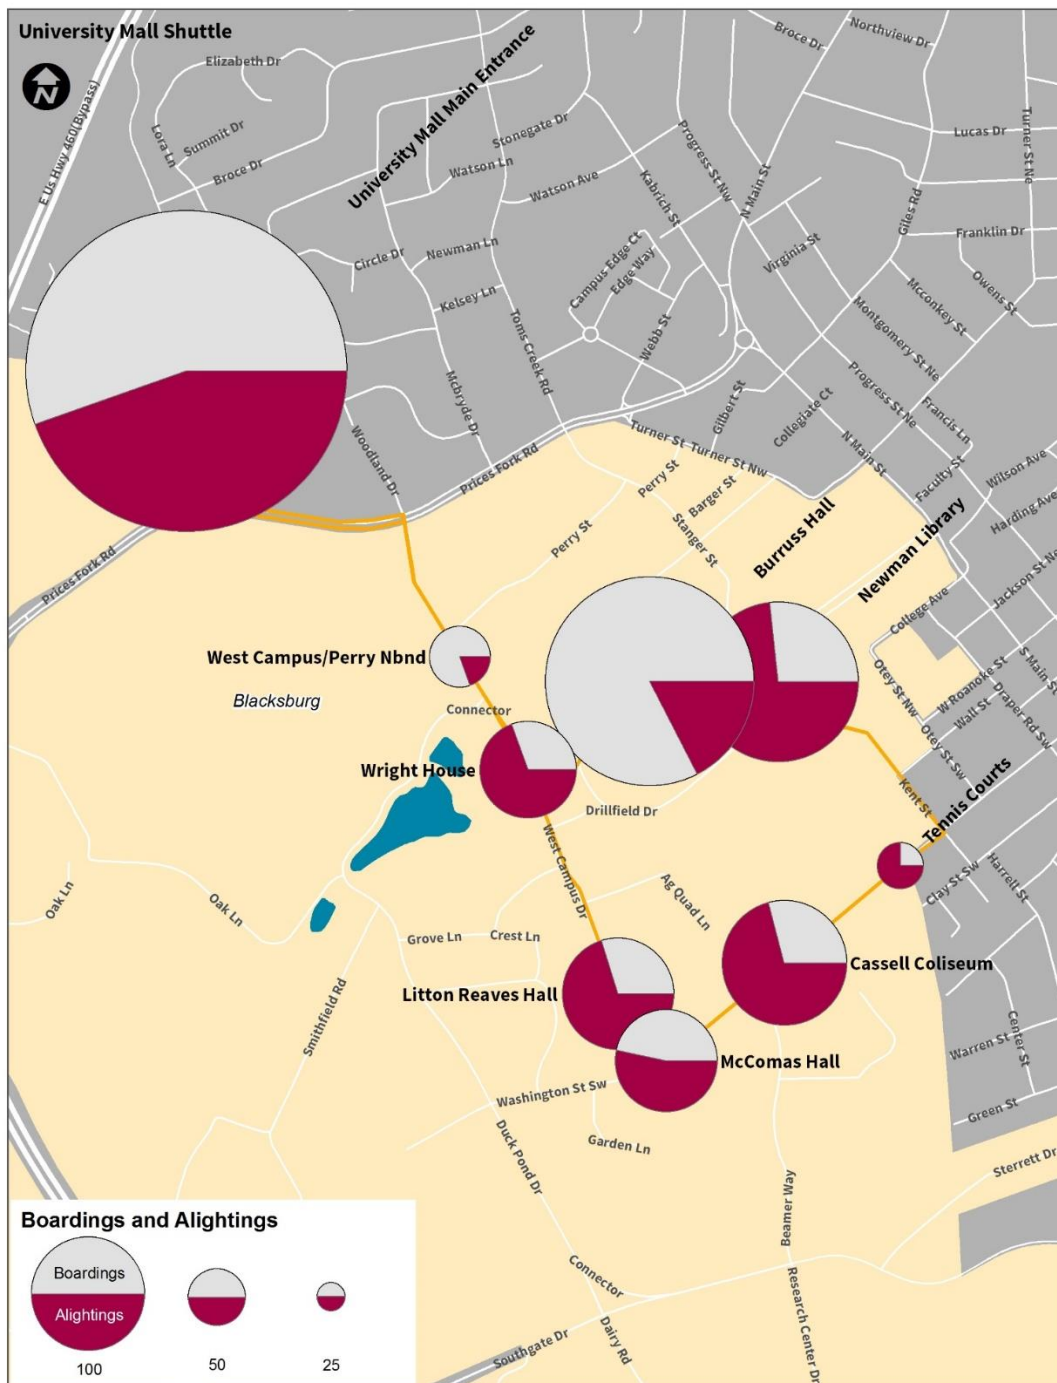 University Mall Shuttle
N
E Us Hwy 460(Bypass)
Elizabeth Dr
Lora Ln
Summit Dr
Broce Dr
University Mall Main Entrance
Stonegate Dr
Watson Ln
Watson Ave
Broce Dr
Northview Dr
Progress St Nw
N Main St
Kabrich St
Lucas Dr
Turner St Ne
Giles Rd
Franklin Dr
Circle Dr
Newman Ln
Kelsey Ln
Campus Edge Ct
Edge Way
Virginia St
Owens St
Mcconkey St
Montgomery St Ne
Toms Creek Rd
Webb St
Mcbryde Dr
Progress St Ne
Gilbert St
Collegiate Ct
Francis Ln
Woodland Dr
Turner St
Turner St Nw
N Main St
Faculty St
Wilson Ave
Harding Ave
Prices Fork Rd
Perry St
Barger St
Perry St
Stanger St
Burruss Hall
Newman Library
Jackson St Ne
Prices Fork Rd
College Ave
S Main St
West Campus/Perry Nbnd
Blacksburg
Connector
Otey St Nw
W Roanoke St
Wall St
Draper Rd Sw
Otey St Sw
Wright House
Drillfield Dr
Kent St
Tennis Courts
West Campus Dr
Ag Quad Ln
Clay St Sw
Harrell St
Oak Ln
Oak Ln
Grove Ln
Crest Ln
Cassell Coliseum
Litton Reaves Hall
Smithfield Rd
Center St
Warren St
McComas Hall
Washington St Sw
Green St
Garden Ln
Duck Pond Dr
Sterrett Dr
Beamer Way
Boardings and Alightings
Boardings
Alightings
100
50
25
Connector
Research Center Dr
Southgate Dr
Dairy Rd